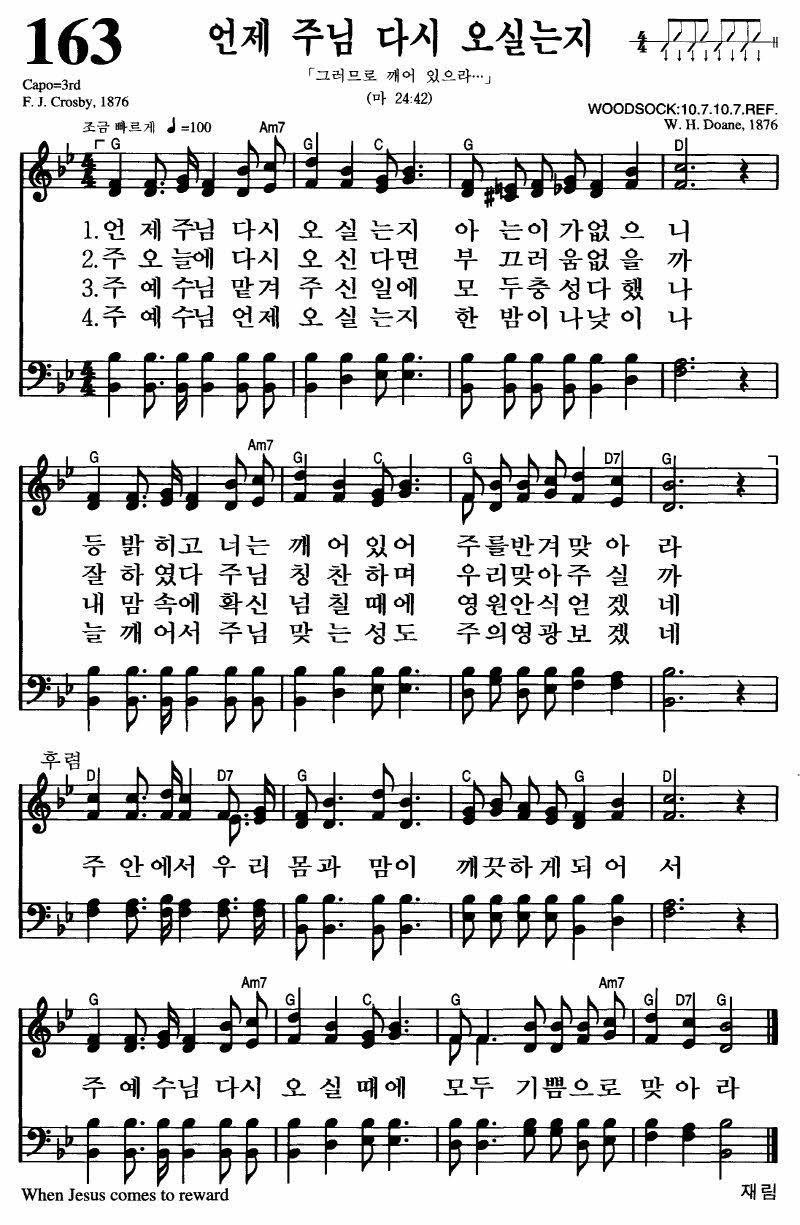 163 언제 주님 다시 오실는지
「그러므로 깨어 있으라…」
(마 24:42)
Capo=3rd
F. J. Crosby, 1876
WOODSOCK:10.7.10.7.REF.
W. H. Doane, 1876
조금 빠르게 ♩=100
G Am7 G C G D
1.언 제 주님 다시 오 실 는지 아 는이 가없 으 니
2.주 오 늘에 다시 오 신 다면 부 끄러 움없 을 까
3.주 예 수님 맡겨 주 신 일에 모 두충 성다 했 나
4.주 예 수님 언제 오 실 는지 한 밤이 나낮 이 나
G Am7 G C G D7 G
등 밝 히고 너는 깨 어 있어 주를반겨맞 아 라
잘 하 였다 주님 칭 찬 하며 우리맞아주 실 까
내 맘 속에 확신 넘 칠 때에 영원안식얻 겠 네
늘 깨 어서 주님 맞 는 성도 주의영광보 겠 네
후렴
D D7 G C G D
주 안에서 우리 몸과 맘이 깨끗하게되어 서
G Am7 G C G Am7 G D7 G
주 예 수님 다시 오 실 때에 모두 기 쁨으로 맞아라
When Jesus comes to reward
재림